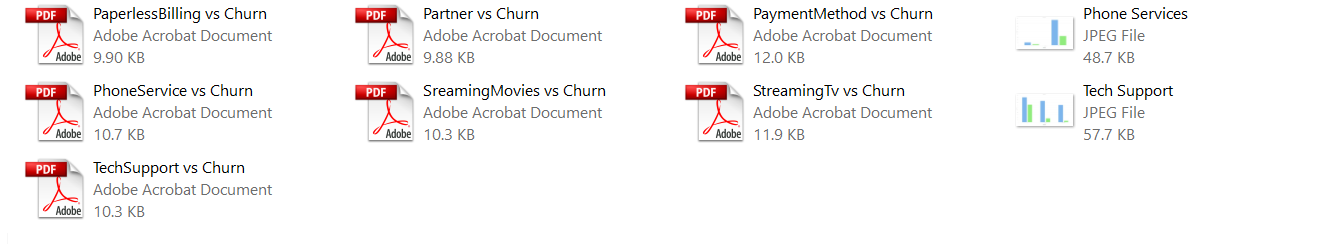 PaperlessBilling vs Churn
Adobe Acrobat Document
9.90 KB
Partner vs Churn
Adobe Acrobat Document
9.88 KB
PaymentMethod vs Churn
Adobe Acrobat Document
12.0 KB
Phone Services
JPEG File
48.7 KB
PhoneService vs Churn
Adobe Acrobat Document
10.7 KB
SreamingMovies vs Churn
Adobe Acrobat Document
10.3 KB
StreamingTv vs Churn
Adobe Acrobat Document
11.9 KB
Tech Support
JPEG File
57.7 KB
TechSupport vs Churn
Adobe Acrobat Document
10.3 KB
PDF
Adobe
PDF
Adobe
PDF
Adobe
PDF
Adobe
PDF
Adobe
PDF
Adobe
PDF
Adobe